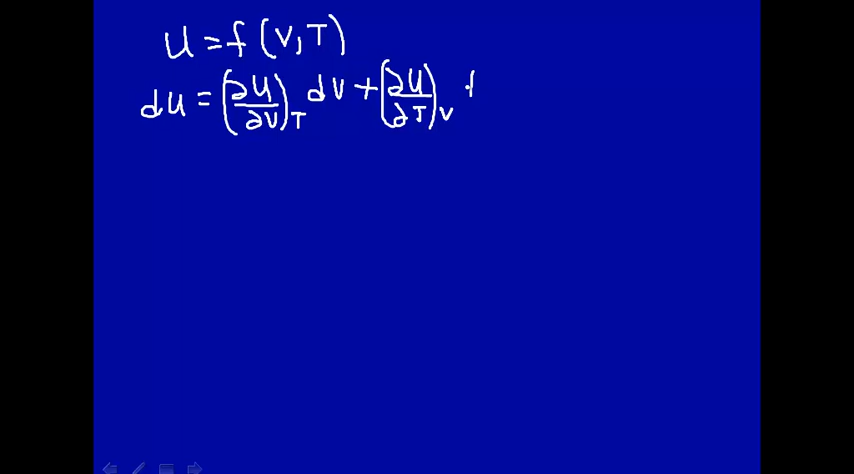 U = f (V, T)
dU = (∂U/∂V)_T dV + (∂U/∂T)_V